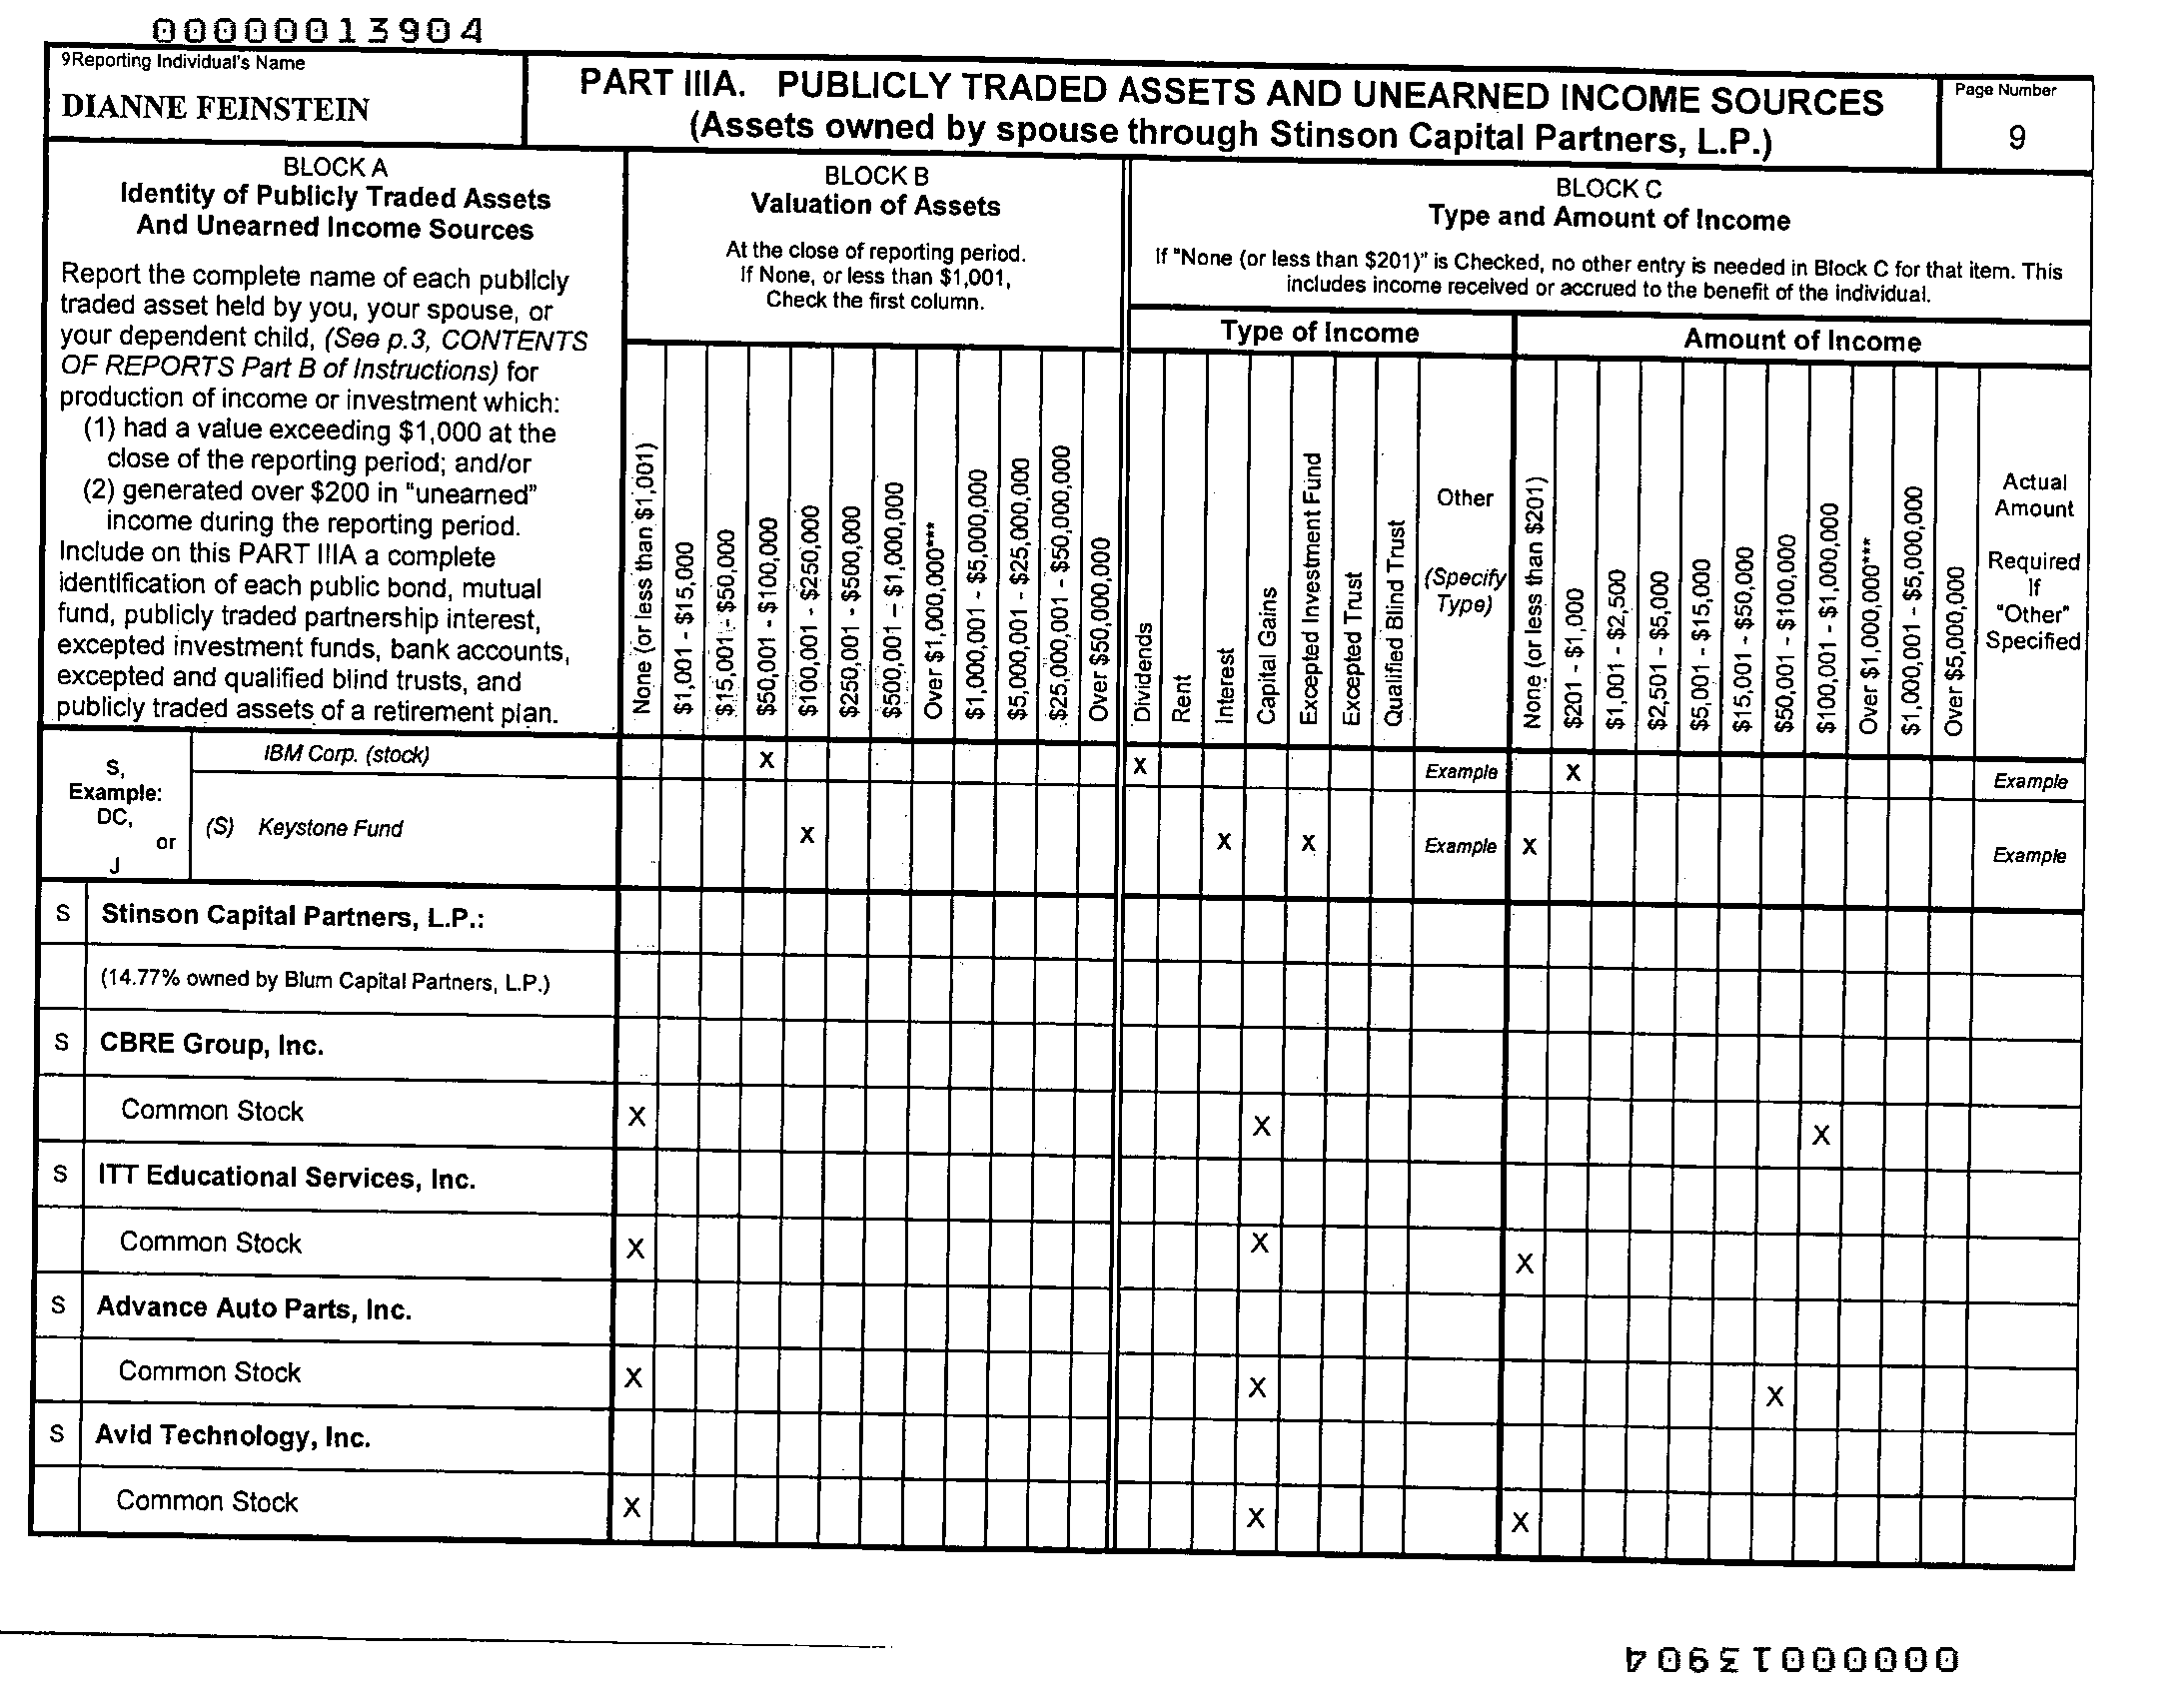 00000013904
9Reporting Individual's Name
DIANNE FEINSTEIN
PART IIIA. PUBLICLY TRADED ASSETS AND UNEARNED INCOME SOURCES
(Assets owned by spouse through Stinson Capital Partners, L.P.)
Page Number
9
BLOCK A
Identity of Publicly Traded Assets
And Unearned Income Sources
Report the complete name of each publicly
traded asset held by you, your spouse, or
your dependent child, (See p.3, CONTENTS
OF REPORTS Part B of Instructions) for
production of income or investment which:
(1) had a value exceeding $1,000 at the
close of the reporting period; and/or
(2) generated over $200 in "unearned"
income during the reporting period.
Include on this PART IIIA a complete
identification of each public bond, mutual
fund, publicly traded partnership interest,
excepted investment funds, bank accounts,
excepted and qualified blind trusts, and
publicly traded assets of a retirement plan.
BLOCK B
Valuation of Assets
At the close of reporting period.
If None, or less than $1,001,
Check the first column.
BLOCK C
Type and Amount of Income
If "None (or less than $201)" is Checked, no other entry is needed in Block C for that item. This
includes income received or accrued to the benefit of the individual.
Type of Income
Amount of Income
None (or less than $1,001)
$1,001 - $15,000
$15,001 - $50,000
$50,001 - $100,000
$100,001 - $250,000
$250,001 - $500,000
$500,001 – $1,000,000
Over $1,000,000***
$1,000,001 - $5,000,000
$5,000,001 - $25,000,000
$25,000,001 - $50,000,000
Over $50,000,000
Dividends
Rent
Interest
Capital Gains
Excepted Investment Fund
Excepted Trust
Qualified Blind Trust
Other
(Specify
Type)
None (or less than $201)
$201 - $1,000
$1,001 - $2,500
$2,501 - $5,000
$5,001 - $15,000
$15,001 - $50,000
$50,001 - $100,000
$100,001 - $1,000,000
Over $1,000,000***
$1,000,001 - $5,000,000
Over $5,000,000
Actual
Amount
Required
If
"Other"
Specified
S,
Example:
DC,
or
J
IBM Corp. (stock) X X Example X Example
(S) Keystone Fund X X X Example X Example
S Stinson Capital Partners, L.P.:
(14.77% owned by Blum Capital Partners, L.P.)
S CBRE Group, Inc.
Common Stock X X X
S ITT Educational Services, Inc.
Common Stock X X X
S Advance Auto Parts, Inc.
Common Stock X X X
S Avid Technology, Inc.
Common Stock X X X
00000013904